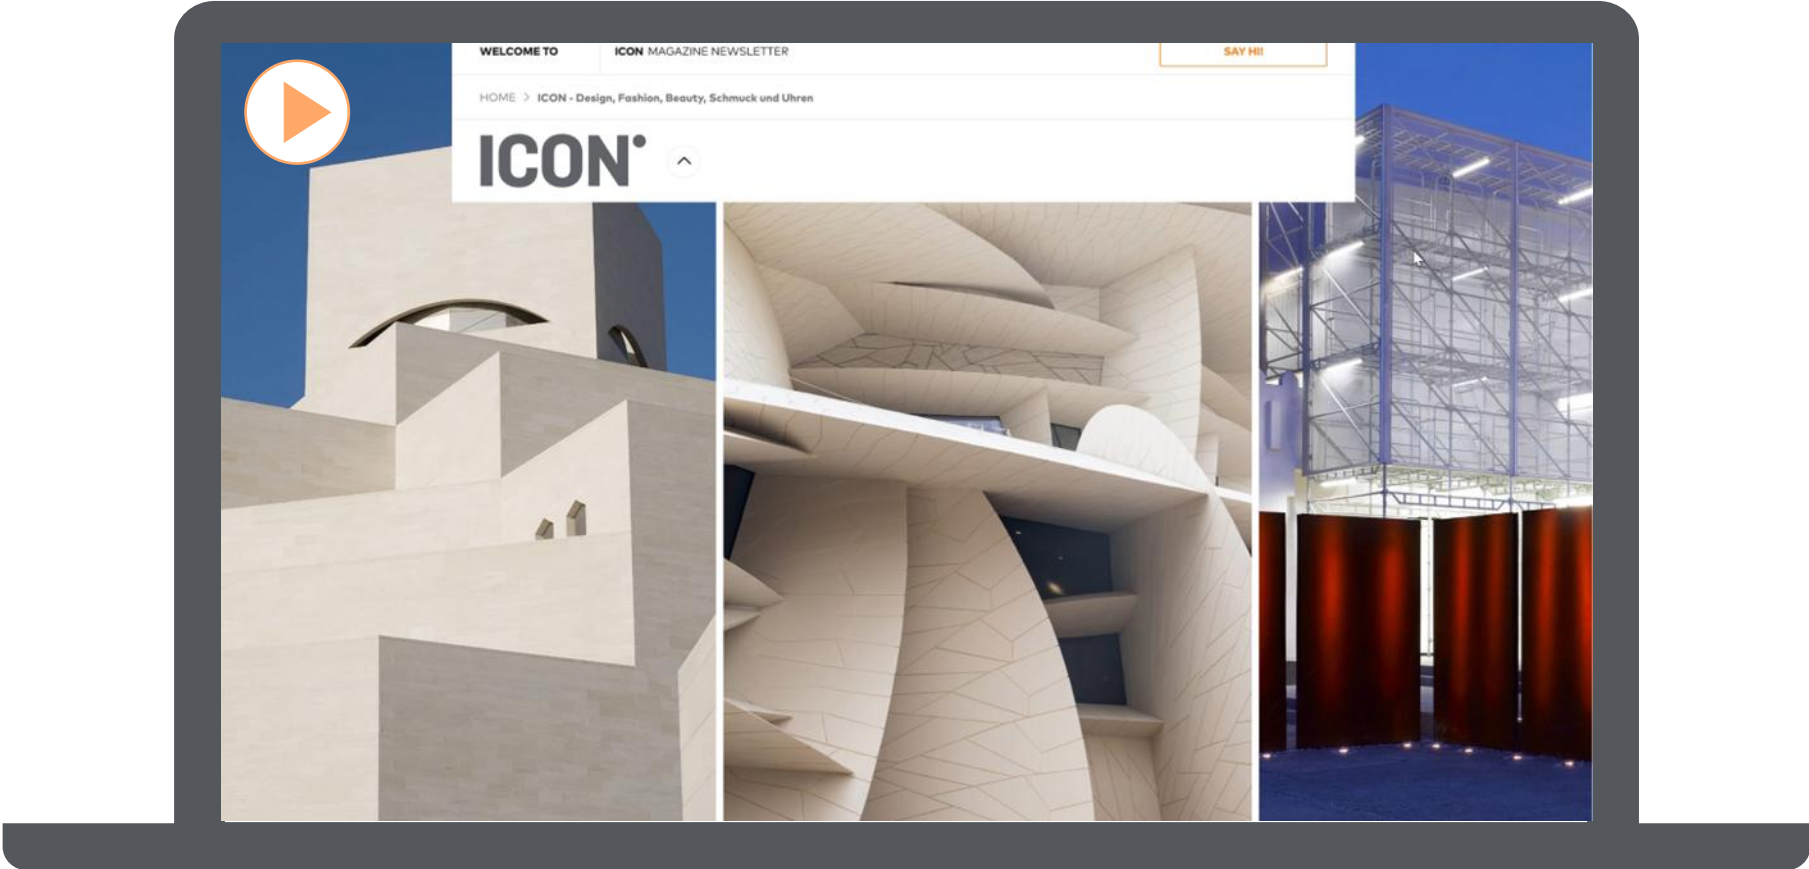 WELCOME TO ICON MAGAZINE NEWSLETTER SAY HI!
HOME > ICON - Design, Fashion, Beauty, Schmuck und Uhren
ICON